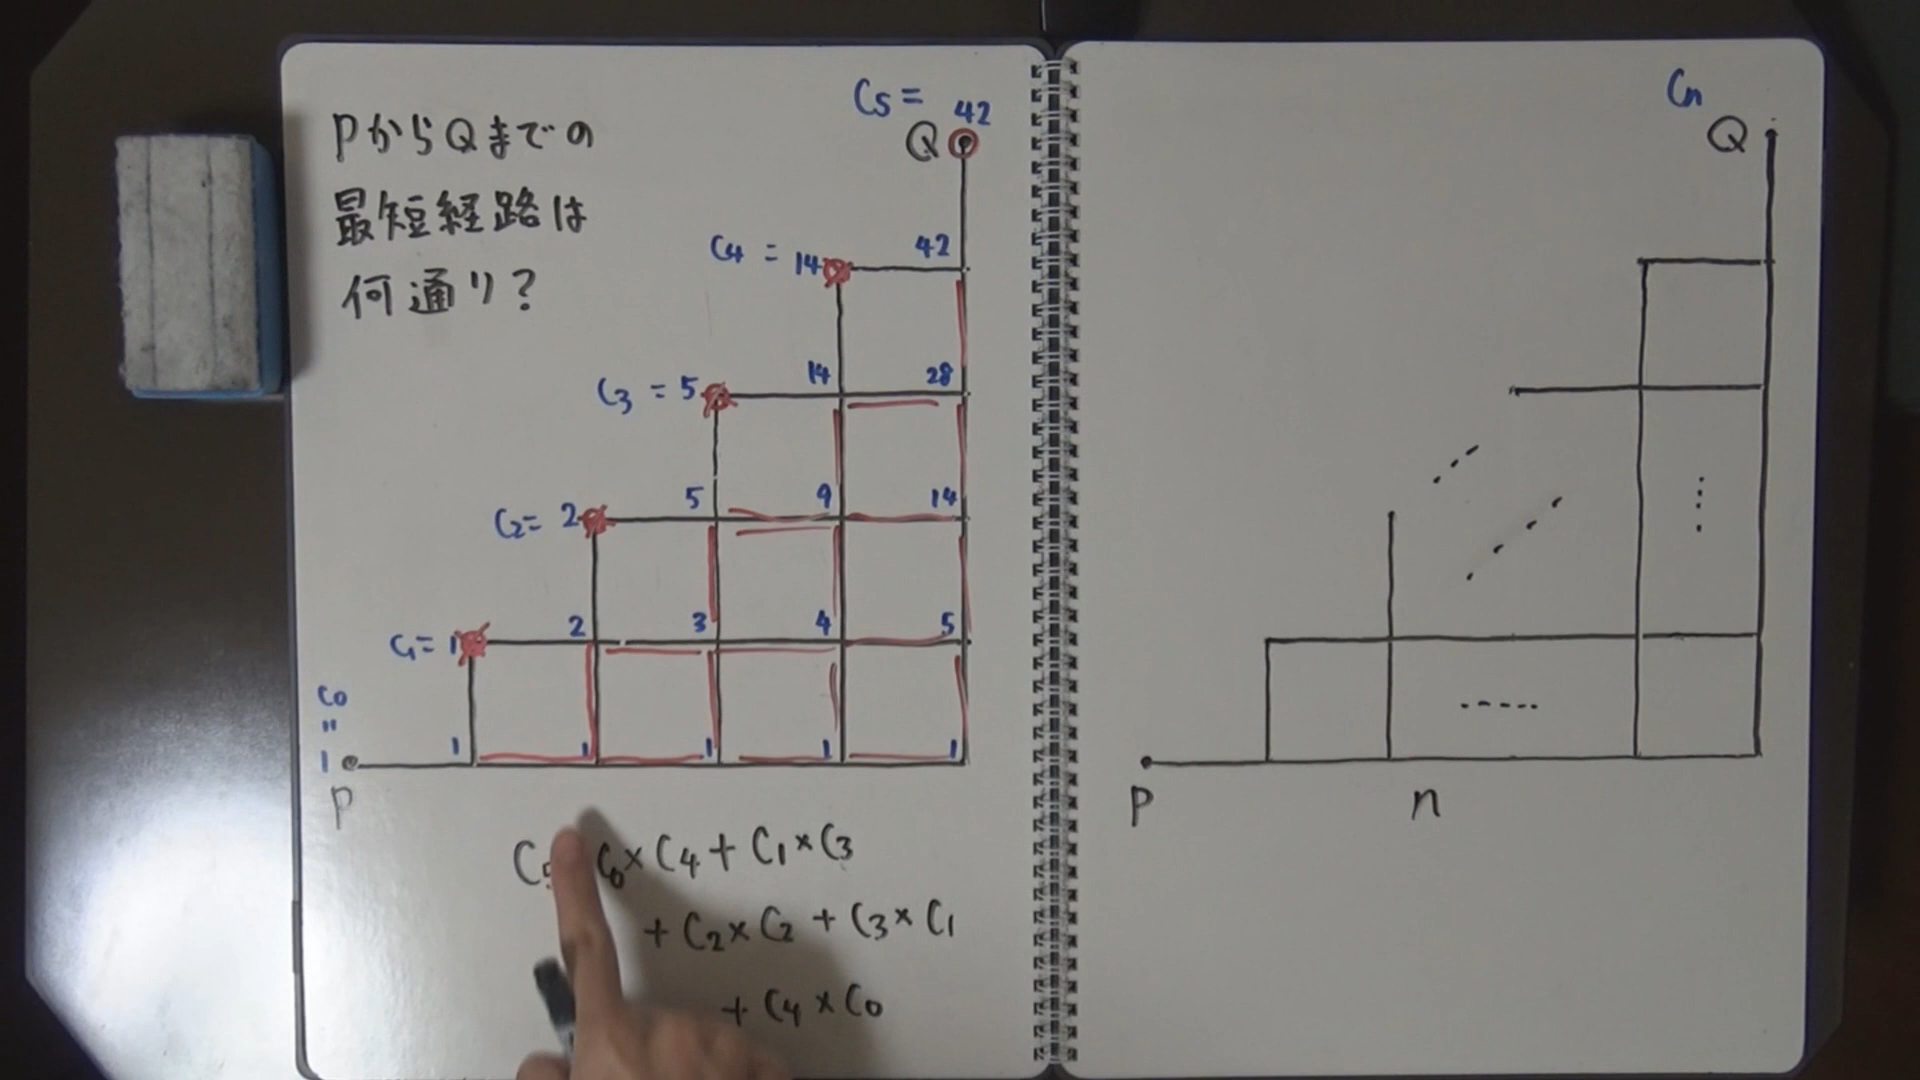 PからQまでの
最短経路は
何通り?
C5 = 42
Q
C4 = 14
42
C3 = 5
14
28
C2 = 2
5
9
14
C1 = 1
2
3
4
5
C0
"
1
1
1
1
1
1
P
C0×C4+C1×C3
+C2×C2+C3×C1
+C4×C0
Cn
Q
P
n